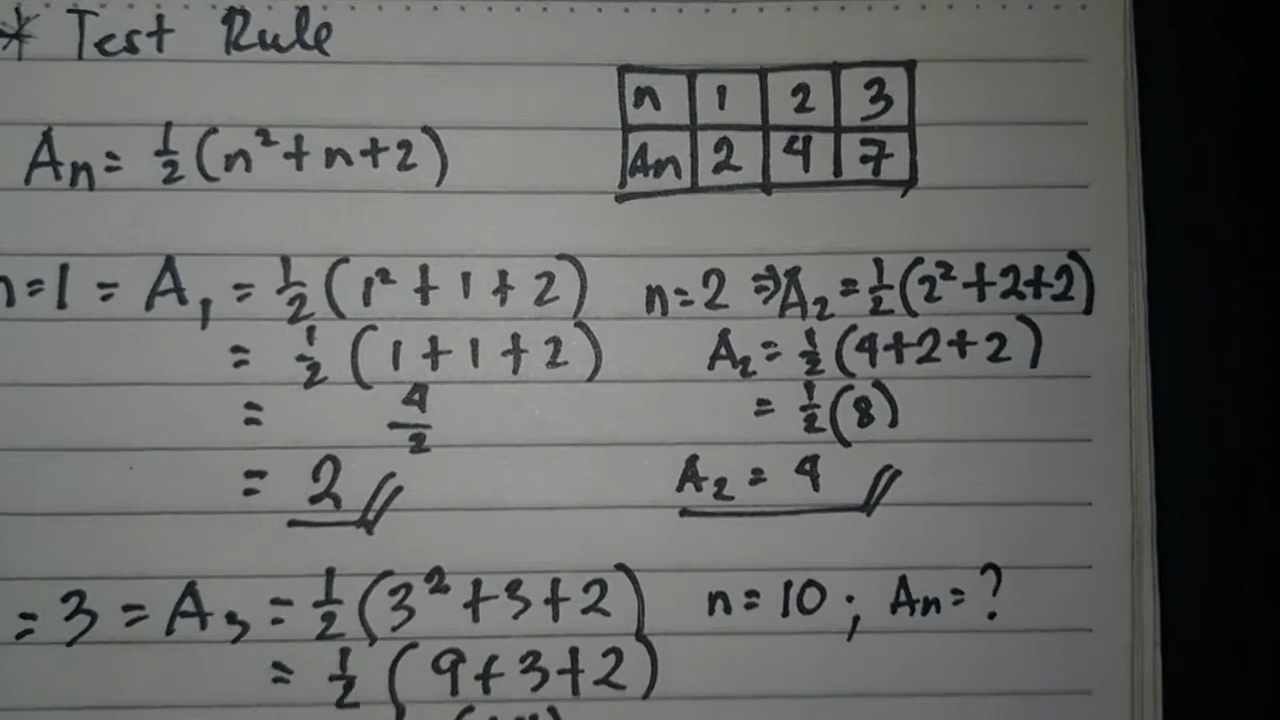 * Test Rule
n 1 2 3
An 2 4 7
An = 1/2 (n² + n + 2)
n = 1 = A₁ = 1/2 (1² + 1 + 2)
= 1/2 (1 + 1 + 2)
= 4/2
= 2 //
n = 2 ⇒ A₂ = 1/2 (2² + 2 + 2)
A₂ = 1/2 (4 + 2 + 2)
= 1/2 (8)
A₂ = 4 //
= 3 = A₃ = 1/2 (3² + 3 + 2)
= 1/2 (9 + 3 + 2)
n = 10 ; An = ?